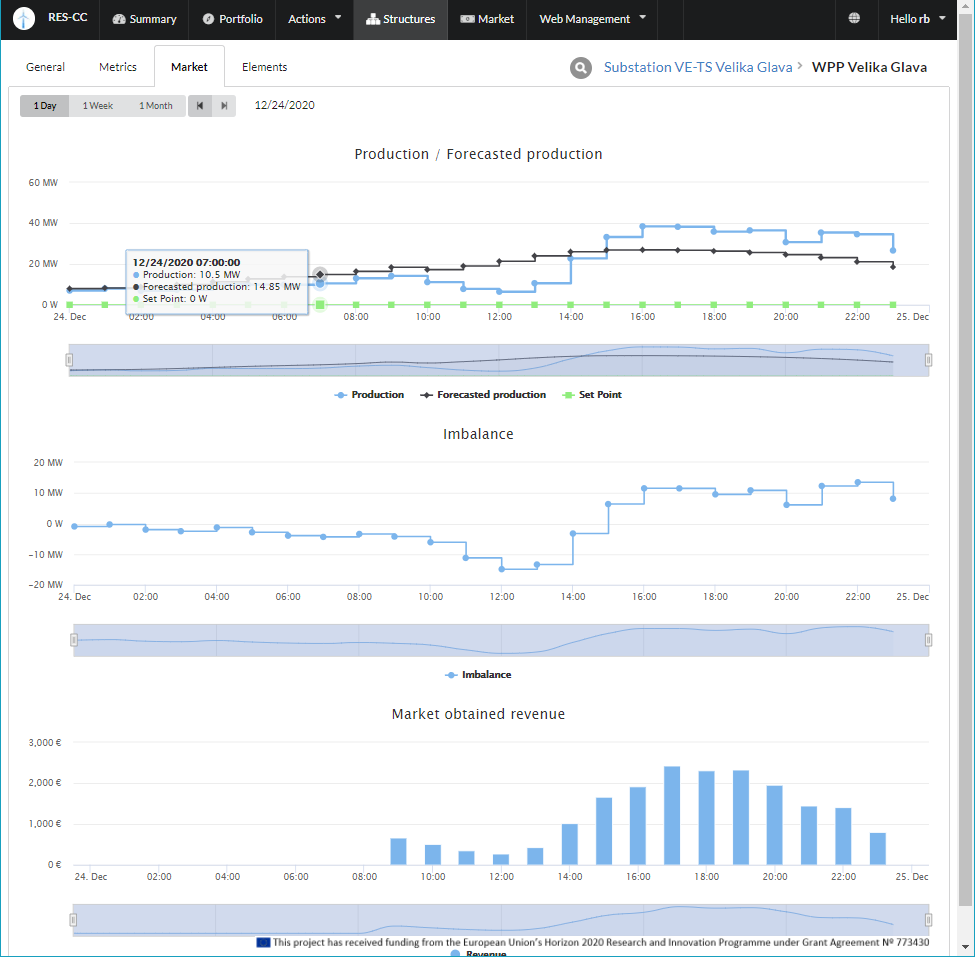 RES-CC Summary Portfolio Actions Structures Market Web Management Hello rb
General Metrics Market Elements Substation VE-TS Velika Glava > WPP Velika Glava
1 Day 1 Week 1 Month 12/24/2020
Production / Forecasted production
60 MW
40 MW
20 MW
0 W
12/24/2020 07:00:00
Production: 10.5 MW
Forecasted production: 14.85 MW
Set Point: 0 W
24. Dec 02:00 04:00 06:00 08:00 10:00 12:00 14:00 16:00 18:00 20:00 22:00 25. Dec
Production Forecasted production Set Point
Imbalance
20 MW
10 MW
0 W
−10 MW
−20 MW
24. Dec 02:00 04:00 06:00 08:00 10:00 12:00 14:00 16:00 18:00 20:00 22:00 25. Dec
Imbalance
Market obtained revenue
3,000 €
2,000 €
1,000 €
0 €
24. Dec 02:00 04:00 06:00 08:00 10:00 12:00 14:00 16:00 18:00 20:00 22:00 25. Dec
This project has received funding from the European Union's Horizon 2020 Research and Innovation Programme under Grant Agreement Nº 773430
Revenue